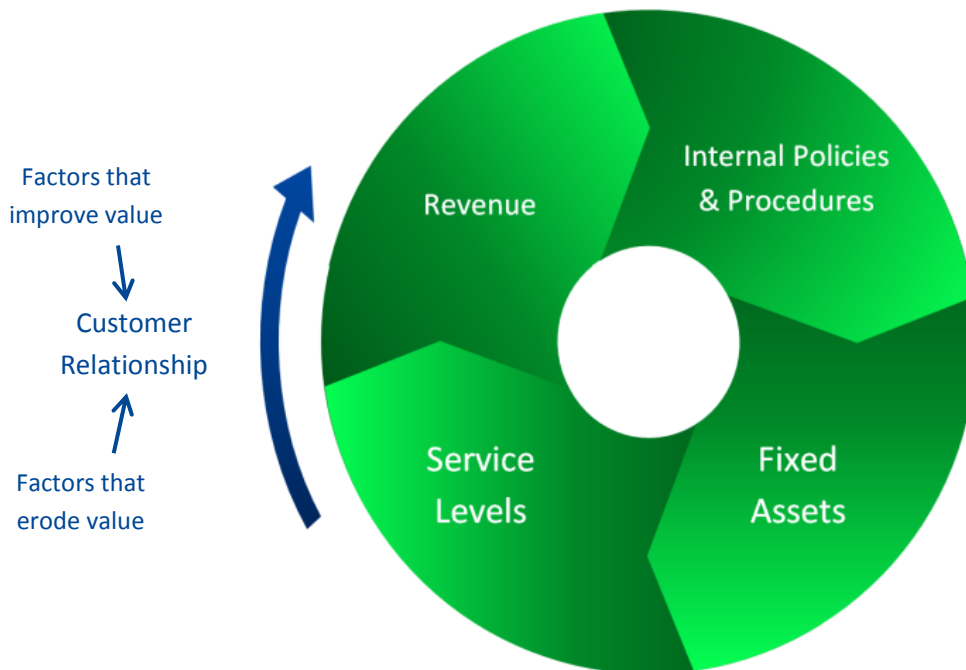 Factors that
improve value
Customer
Relationship
Factors that
erode value
Revenue
Internal Policies
& Procedures
Service
Levels
Fixed
Assets